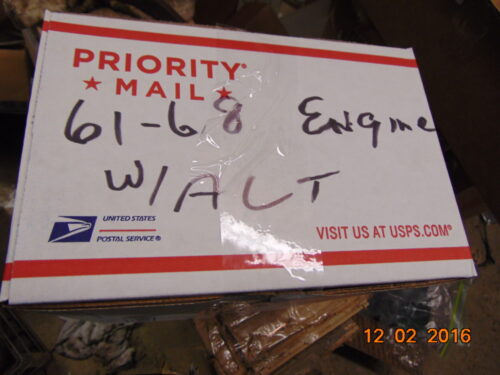 PRIORITY®
★ MAIL ★
61-68 Engine
W/ALT
UNITED STATES
POSTAL SERVICE®
VISIT US AT USPS.COM®
12 02 2016